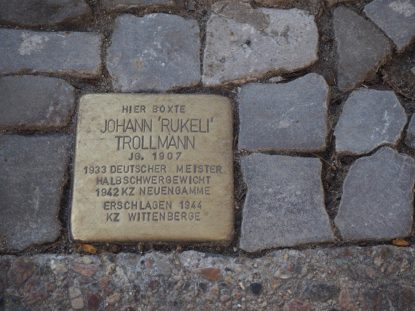 HIER BOXTE
JOHANN 'RUKELI'
TROLLMANN
JG. 1907
1933 DEUTSCHER MEISTER
HALBSCHWERGEWICHT
1942 KZ NEUENGAMME
ERSCHLAGEN 1944
KZ WITTENBERGE